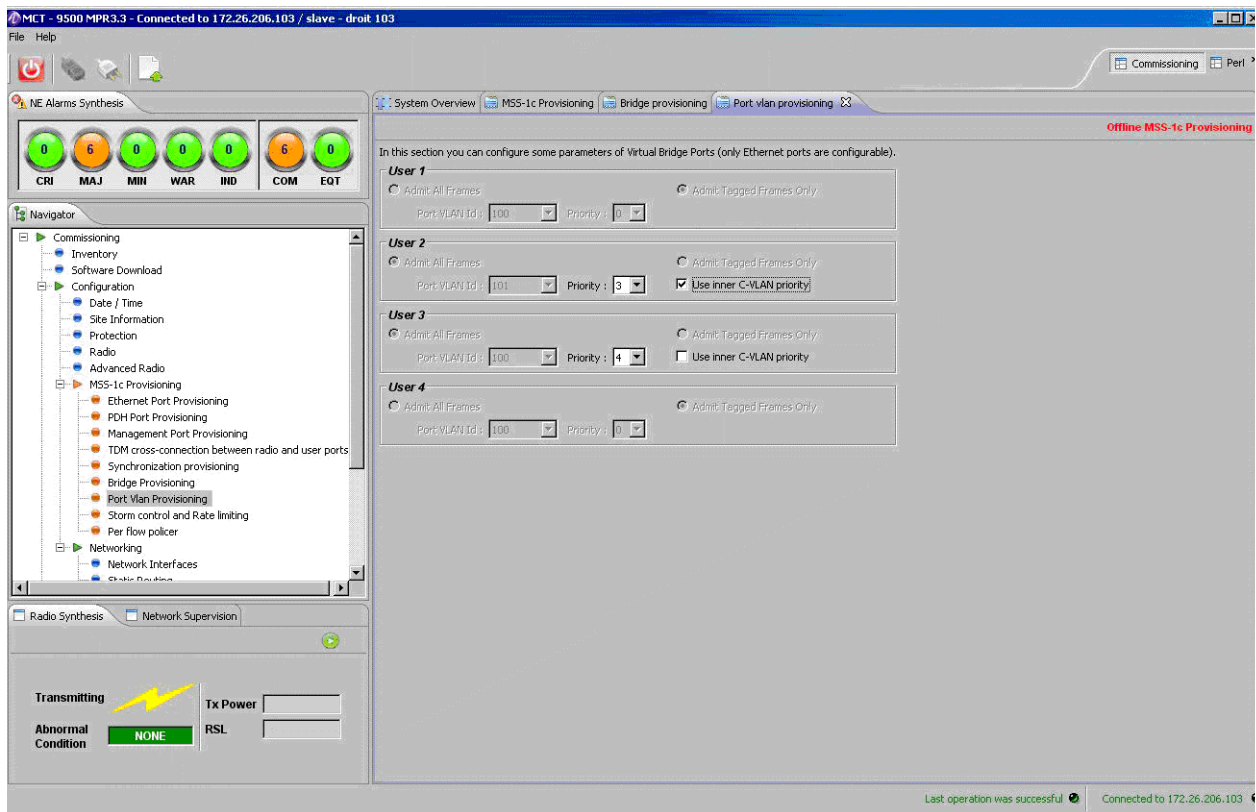 MCT - 9500 MPR3.3 - Connected to 172.26.206.103 / slave - droit 103
File Help
Commissioning Perl
NE Alarms Synthesis
0 6 0 0 0 6 0
CRI MAJ MIN WAR IND COM EQT
Navigator
Commissioning
Inventory
Software Download
Configuration
Date / Time
Site Information
Protection
Radio
Advanced Radio
MSS-1c Provisioning
Ethernet Port Provisioning
PDH Port Provisioning
Management Port Provisioning
TDM cross-connection between radio and user ports
Synchronization provisioning
Bridge Provisioning
Port Vlan Provisioning
Storm control and Rate limiting
Per flow policer
Networking
Network Interfaces
Static Routing
Radio Synthesis Network Supervision
Transmitting
Tx Power
Abnormal Condition
NONE
RSL
System Overview MSS-1c Provisioning Bridge provisioning Port vlan provisioning
Offline MSS-1c Provisioning
In this section you can configure some parameters of Virtual Bridge Ports (only Ethernet ports are configurable).
User 1
Admit All Frames Admit Tagged Frames Only
Port VLAN Id : 100 Priority : 0
User 2
Admit All Frames Admit Tagged Frames Only
Port VLAN Id : 101 Priority : 3 Use inner C-VLAN priority
User 3
Admit All Frames Admit Tagged Frames Only
Port VLAN Id : 100 Priority : 4 Use inner C-VLAN priority
User 4
Admit All Frames Admit Tagged Frames Only
Port VLAN Id : 100 Priority : 0
Last operation was successful Connected to 172.26.206.103